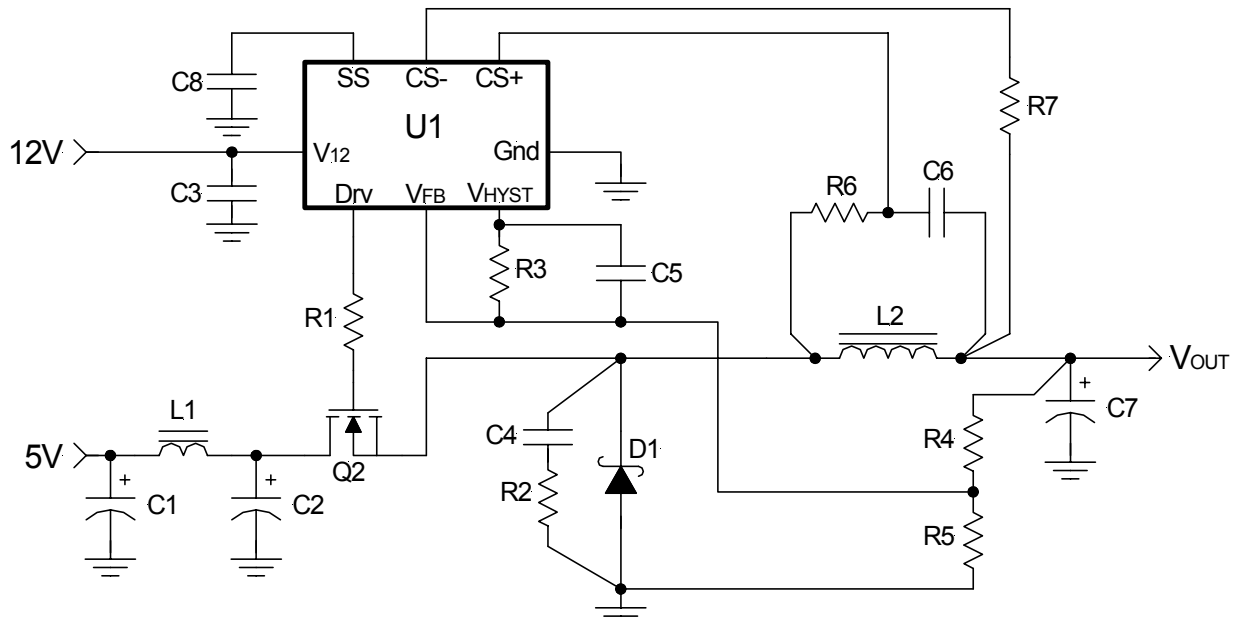 C8
SS
CS-
CS+
R7
U1
12V
V12
Gnd
C3
Drv
VFB
VHYST
R6
C6
R3
C5
R1
L2
VOUT
+
C7
L1
C4
D1
R4
5V
Q2
R2
+
C1
+
C2
R5